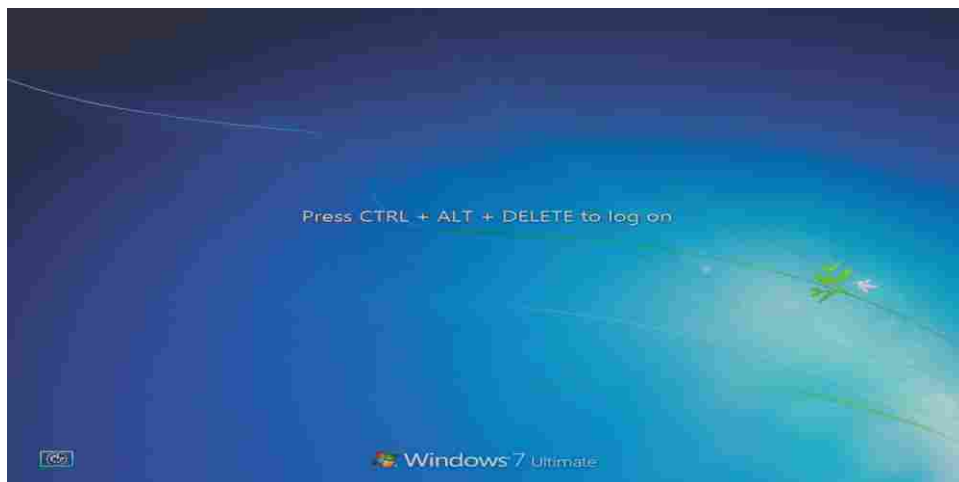 Press CTRL + ALT + DELETE to log on
Windows 7 Ultimate